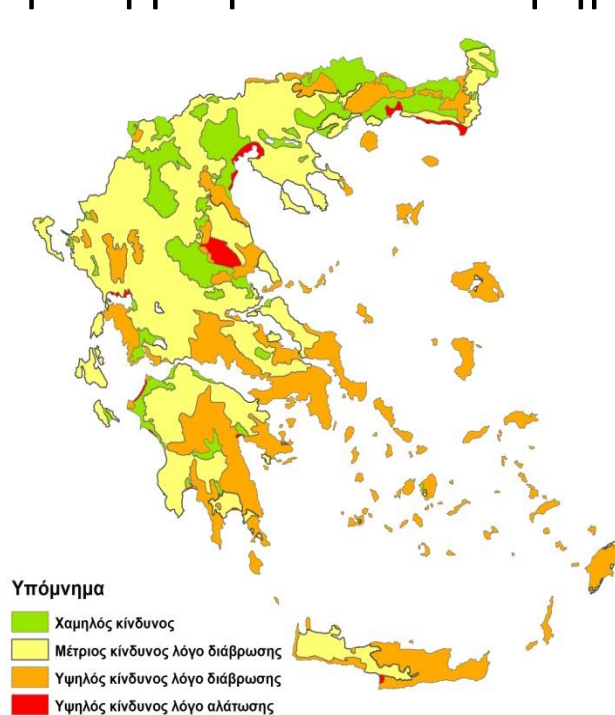 Υπόμνημα
Χαμηλός κίνδυνος
Μέτριος κίνδυνος λόγο διάβρωσης
Υψηλός κίνδυνος λόγο διάβρωσης
Υψηλός κίνδυνος λόγο αλάτωσης